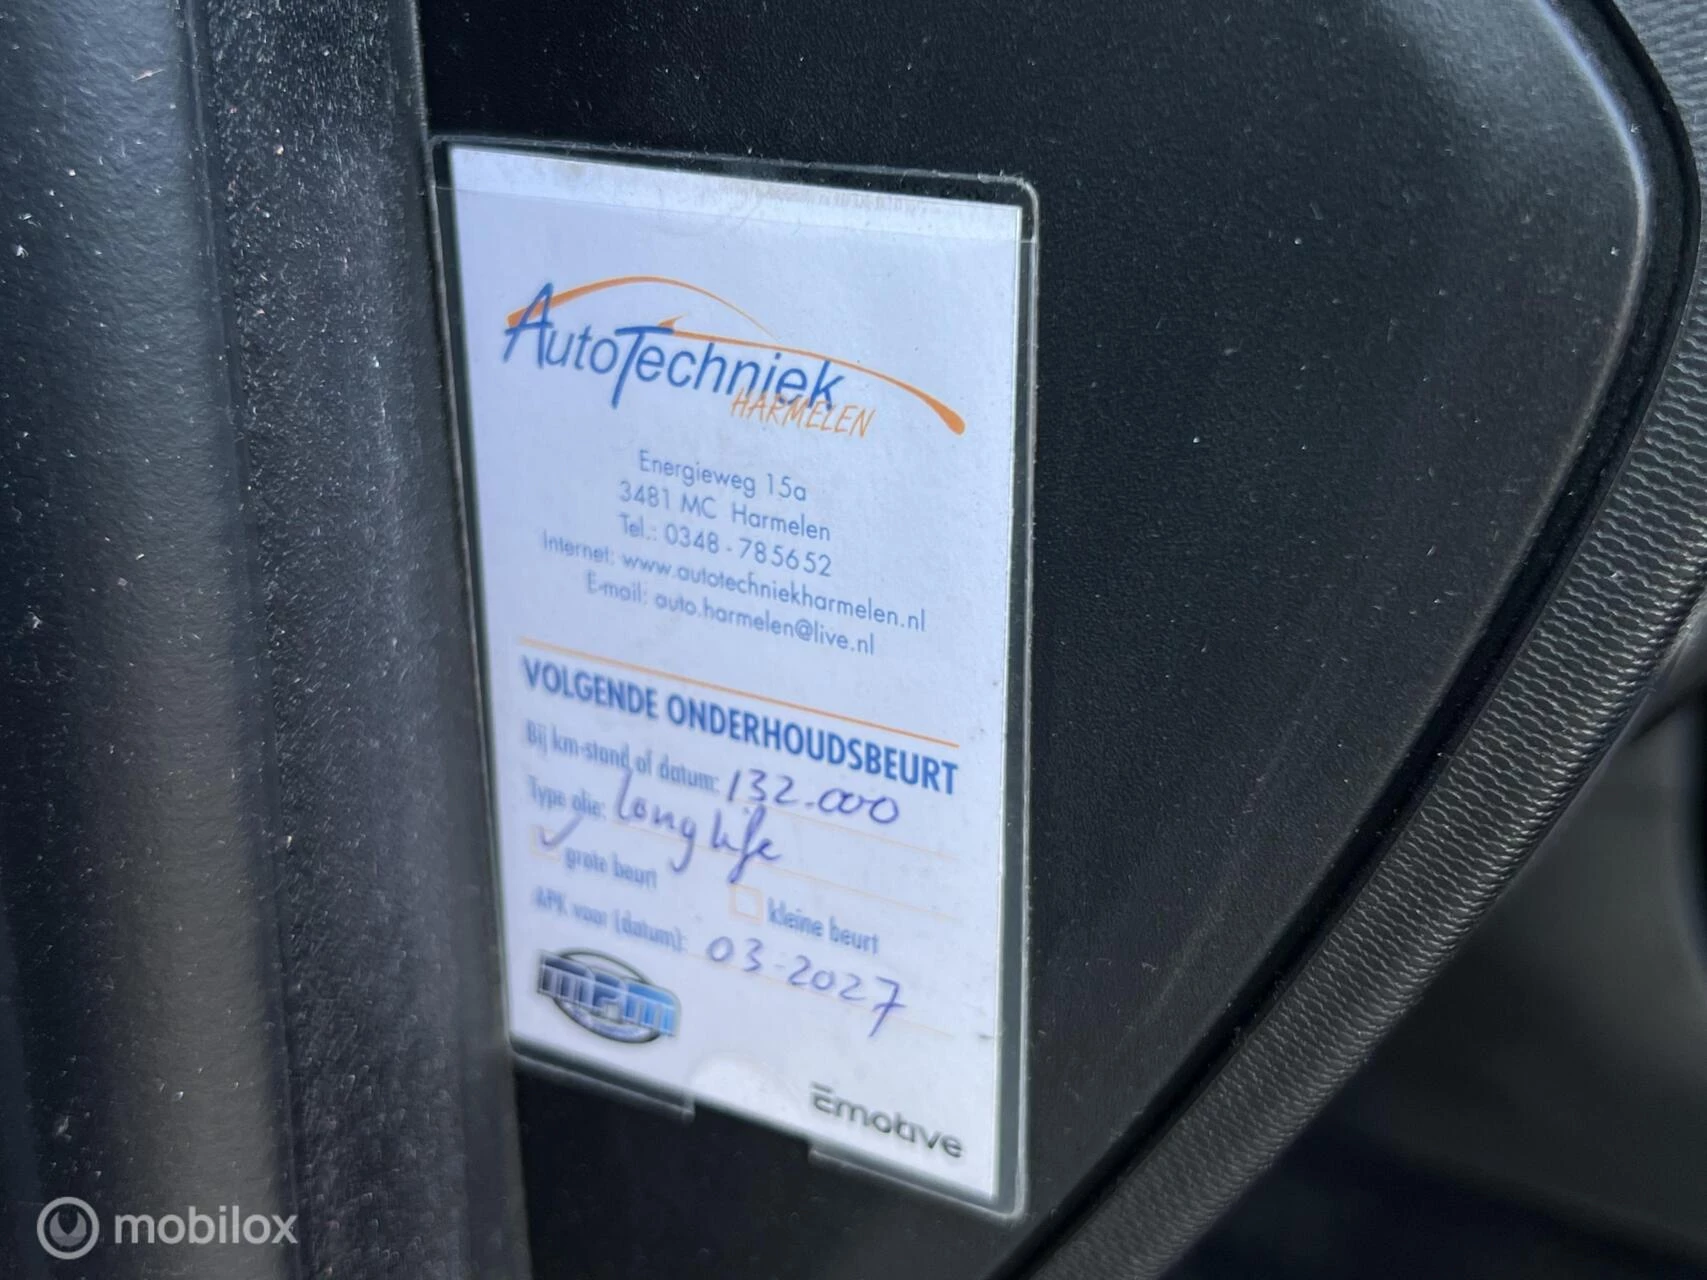 AutoTechniek
HARMELEN
Energieweg 15a
3481 MC Harmelen
Tel.: 0348 - 785652
Internet: www.autotechniekharmelen.nl
E-mail: auto.harmelen@live.nl
VOLGENDE ONDERHOUDSBEURT
Bij km-stand of datum: 132.000
Type olie: Long life
grote beurt
kleine beurt
APK voor (datum): 03-2027
mpm
Emotive
mobilox